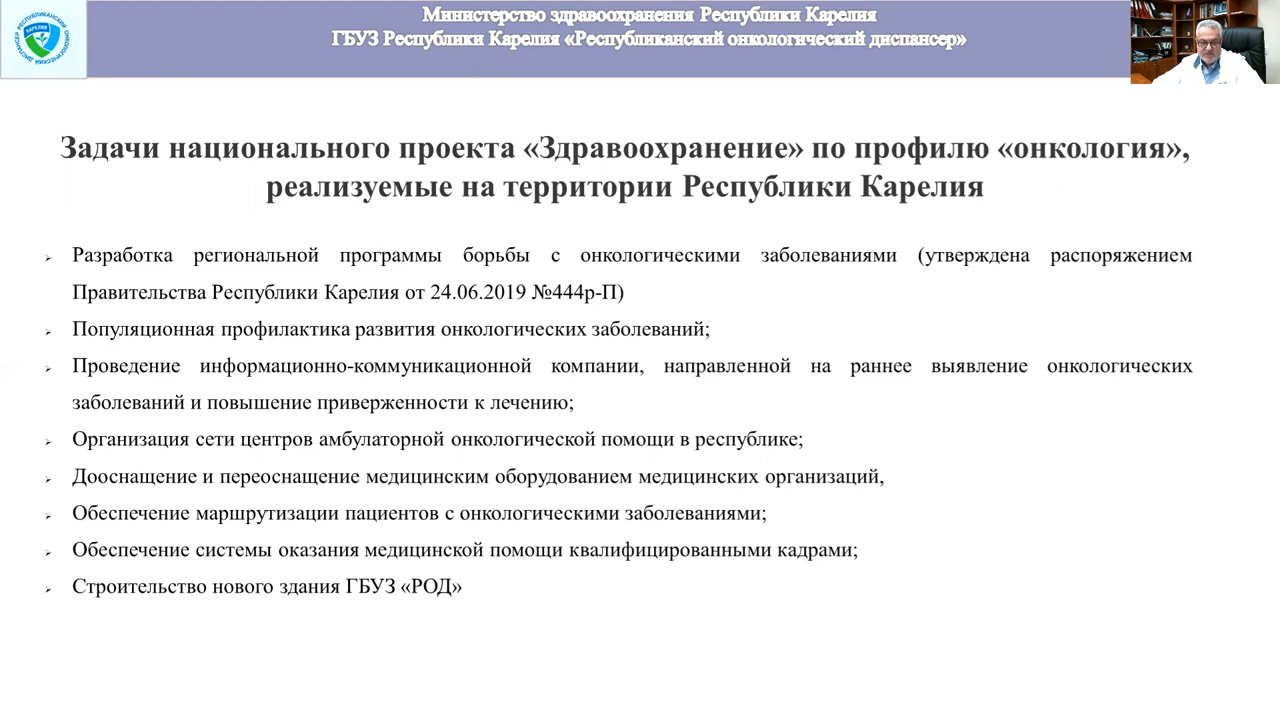 Министерство здравоохранения Республики Карелия
ГБУЗ Республики Карелия «Республиканский онкологический диспансер»
РЕСПУБЛИКАНСКИЙ ОНКОЛОГИЧЕСКИЙ ДИСПАНСЕР
КАРЕЛИЯ
Задачи национального проекта «Здравоохранение» по профилю «онкология»,
реализуемые на территории Республики Карелия
Разработка региональной программы борьбы с онкологическими заболеваниями (утверждена распоряжением
Правительства Республики Карелия от 24.06.2019 №444р-П)
Популяционная профилактика развития онкологических заболеваний;
Проведение информационно-коммуникационной компании, направленной на раннее выявление онкологических
заболеваний и повышение приверженности к лечению;
Организация сети центров амбулаторной онкологической помощи в республике;
Дооснащение и переоснащение медицинским оборудованием медицинских организаций,
Обеспечение маршрутизации пациентов с онкологическими заболеваниями;
Обеспечение системы оказания медицинской помощи квалифицированными кадрами;
Строительство нового здания ГБУЗ «РОД»